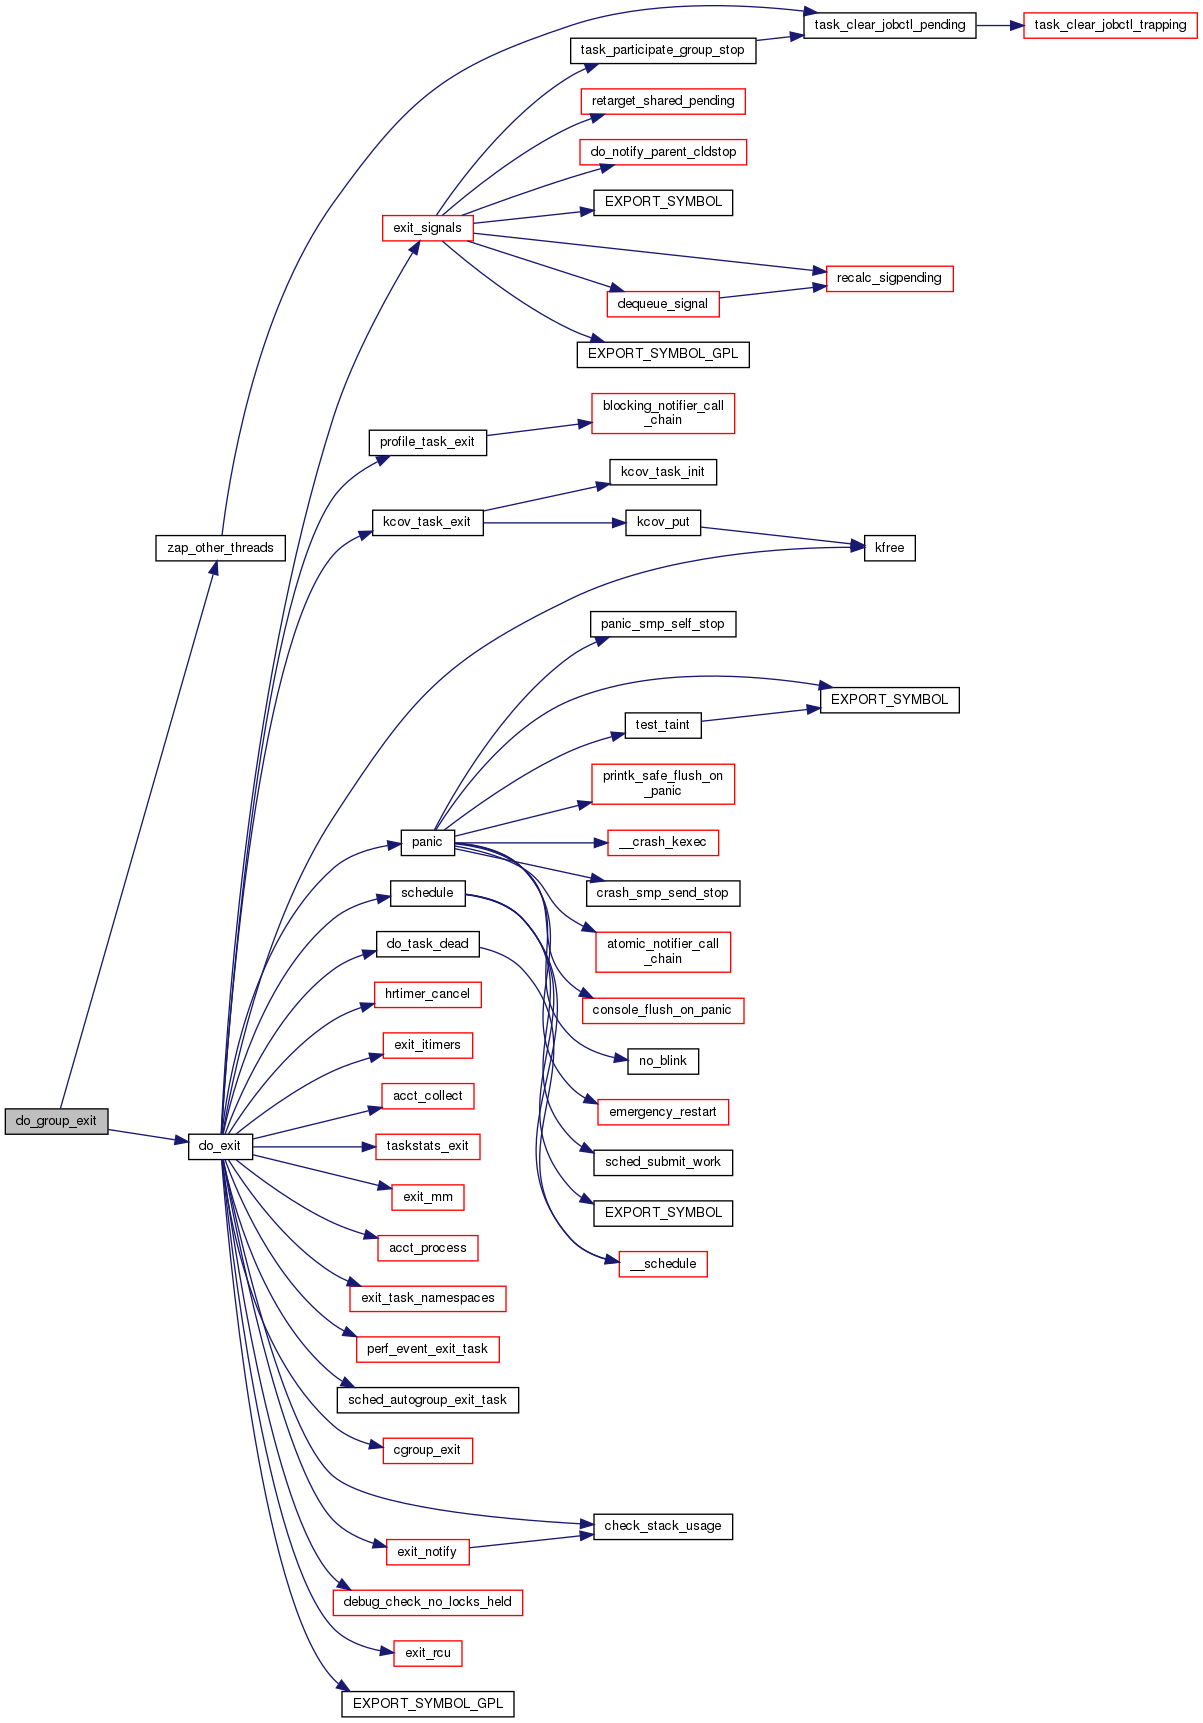 task_clear_jobctl_pending
task_clear_jobctl_trapping
task_participate_group_stop
retarget_shared_pending
do_notify_parent_cldstop
EXPORT_SYMBOL
exit_signals
recalc_sigpending
dequeue_signal
EXPORT_SYMBOL_GPL
blocking_notifier_call
_chain
profile_task_exit
kcov_task_init
kcov_task_exit
kcov_put
zap_other_threads
kfree
panic_smp_self_stop
EXPORT_SYMBOL
test_taint
printk_safe_flush_on
_panic
panic
__crash_kexec
schedule
crash_smp_send_stop
do_task_dead
atomic_notifier_call
_chain
hrtimer_cancel
console_flush_on_panic
exit_itimers
no_blink
acct_collect
emergency_restart
do_group_exit
do_exit
taskstats_exit
sched_submit_work
exit_mm
EXPORT_SYMBOL
acct_process
__schedule
exit_task_namespaces
perf_event_exit_task
sched_autogroup_exit_task
cgroup_exit
check_stack_usage
exit_notify
debug_check_no_locks_held
exit_rcu
EXPORT_SYMBOL_GPL